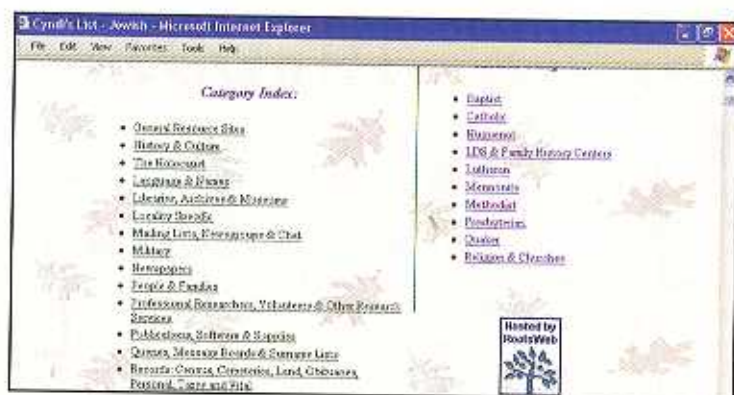 Cyndi's List - Jewish - Microsoft Internet Explorer
File Edit View Favorites Tools Help
Category Index:
General Resource Sites
History & Culture
The Holocaust
Language & Names
Libraries, Archives & Museums
Locality Specific
Mailing Lists, Newsgroups & Chat
Military
Newspapers
People & Families
Professional Researchers, Volunteers & Other Research
Services
Publications, Software & Supplies
Queries, Message Boards & Surname Lists
Records: Census, Cemeteries, Land, Obituaries,
Personal, Taxes and Vital
Baptist
Catholic
Huguenot
LDS & Family History Centers
Lutheran
Mennonite
Methodist
Presbyterian
Quaker
Religion & Churches
Hosted by
RootsWeb